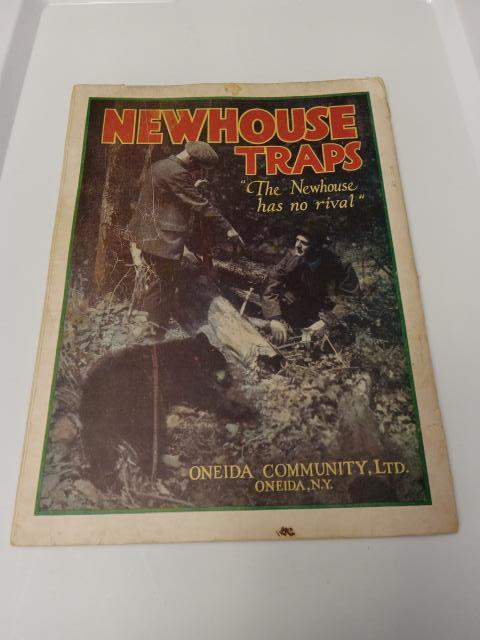 NEWHOUSE
TRAPS
"The Newhouse
has no rival"
ONEIDA COMMUNITY, LTD.
ONEIDA, N.Y.